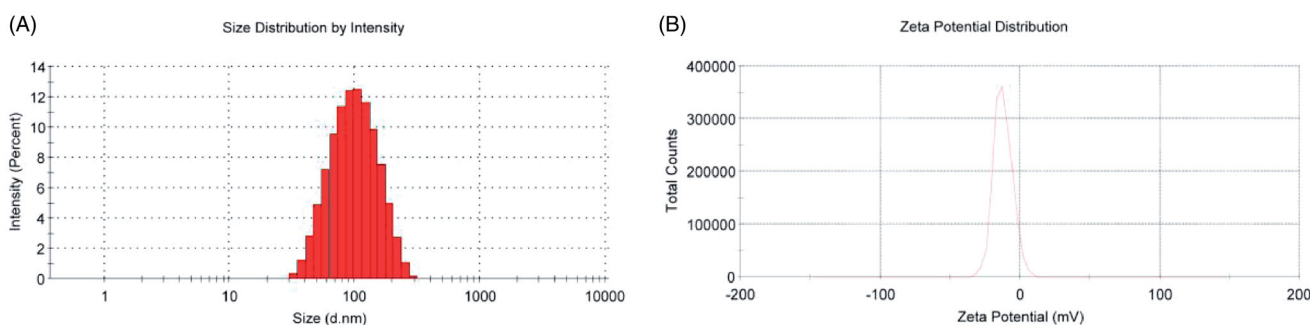 (A)
Size Distribution by Intensity
14
12
10
8
6
4
2
0
Intensity (Percent)
1 10 100 1000 10000
Size (d.nm)
(B)
Zeta Potential Distribution
400000
300000
200000
100000
0
Total Counts
-200 -100 0 100 200
Zeta Potential (mV)